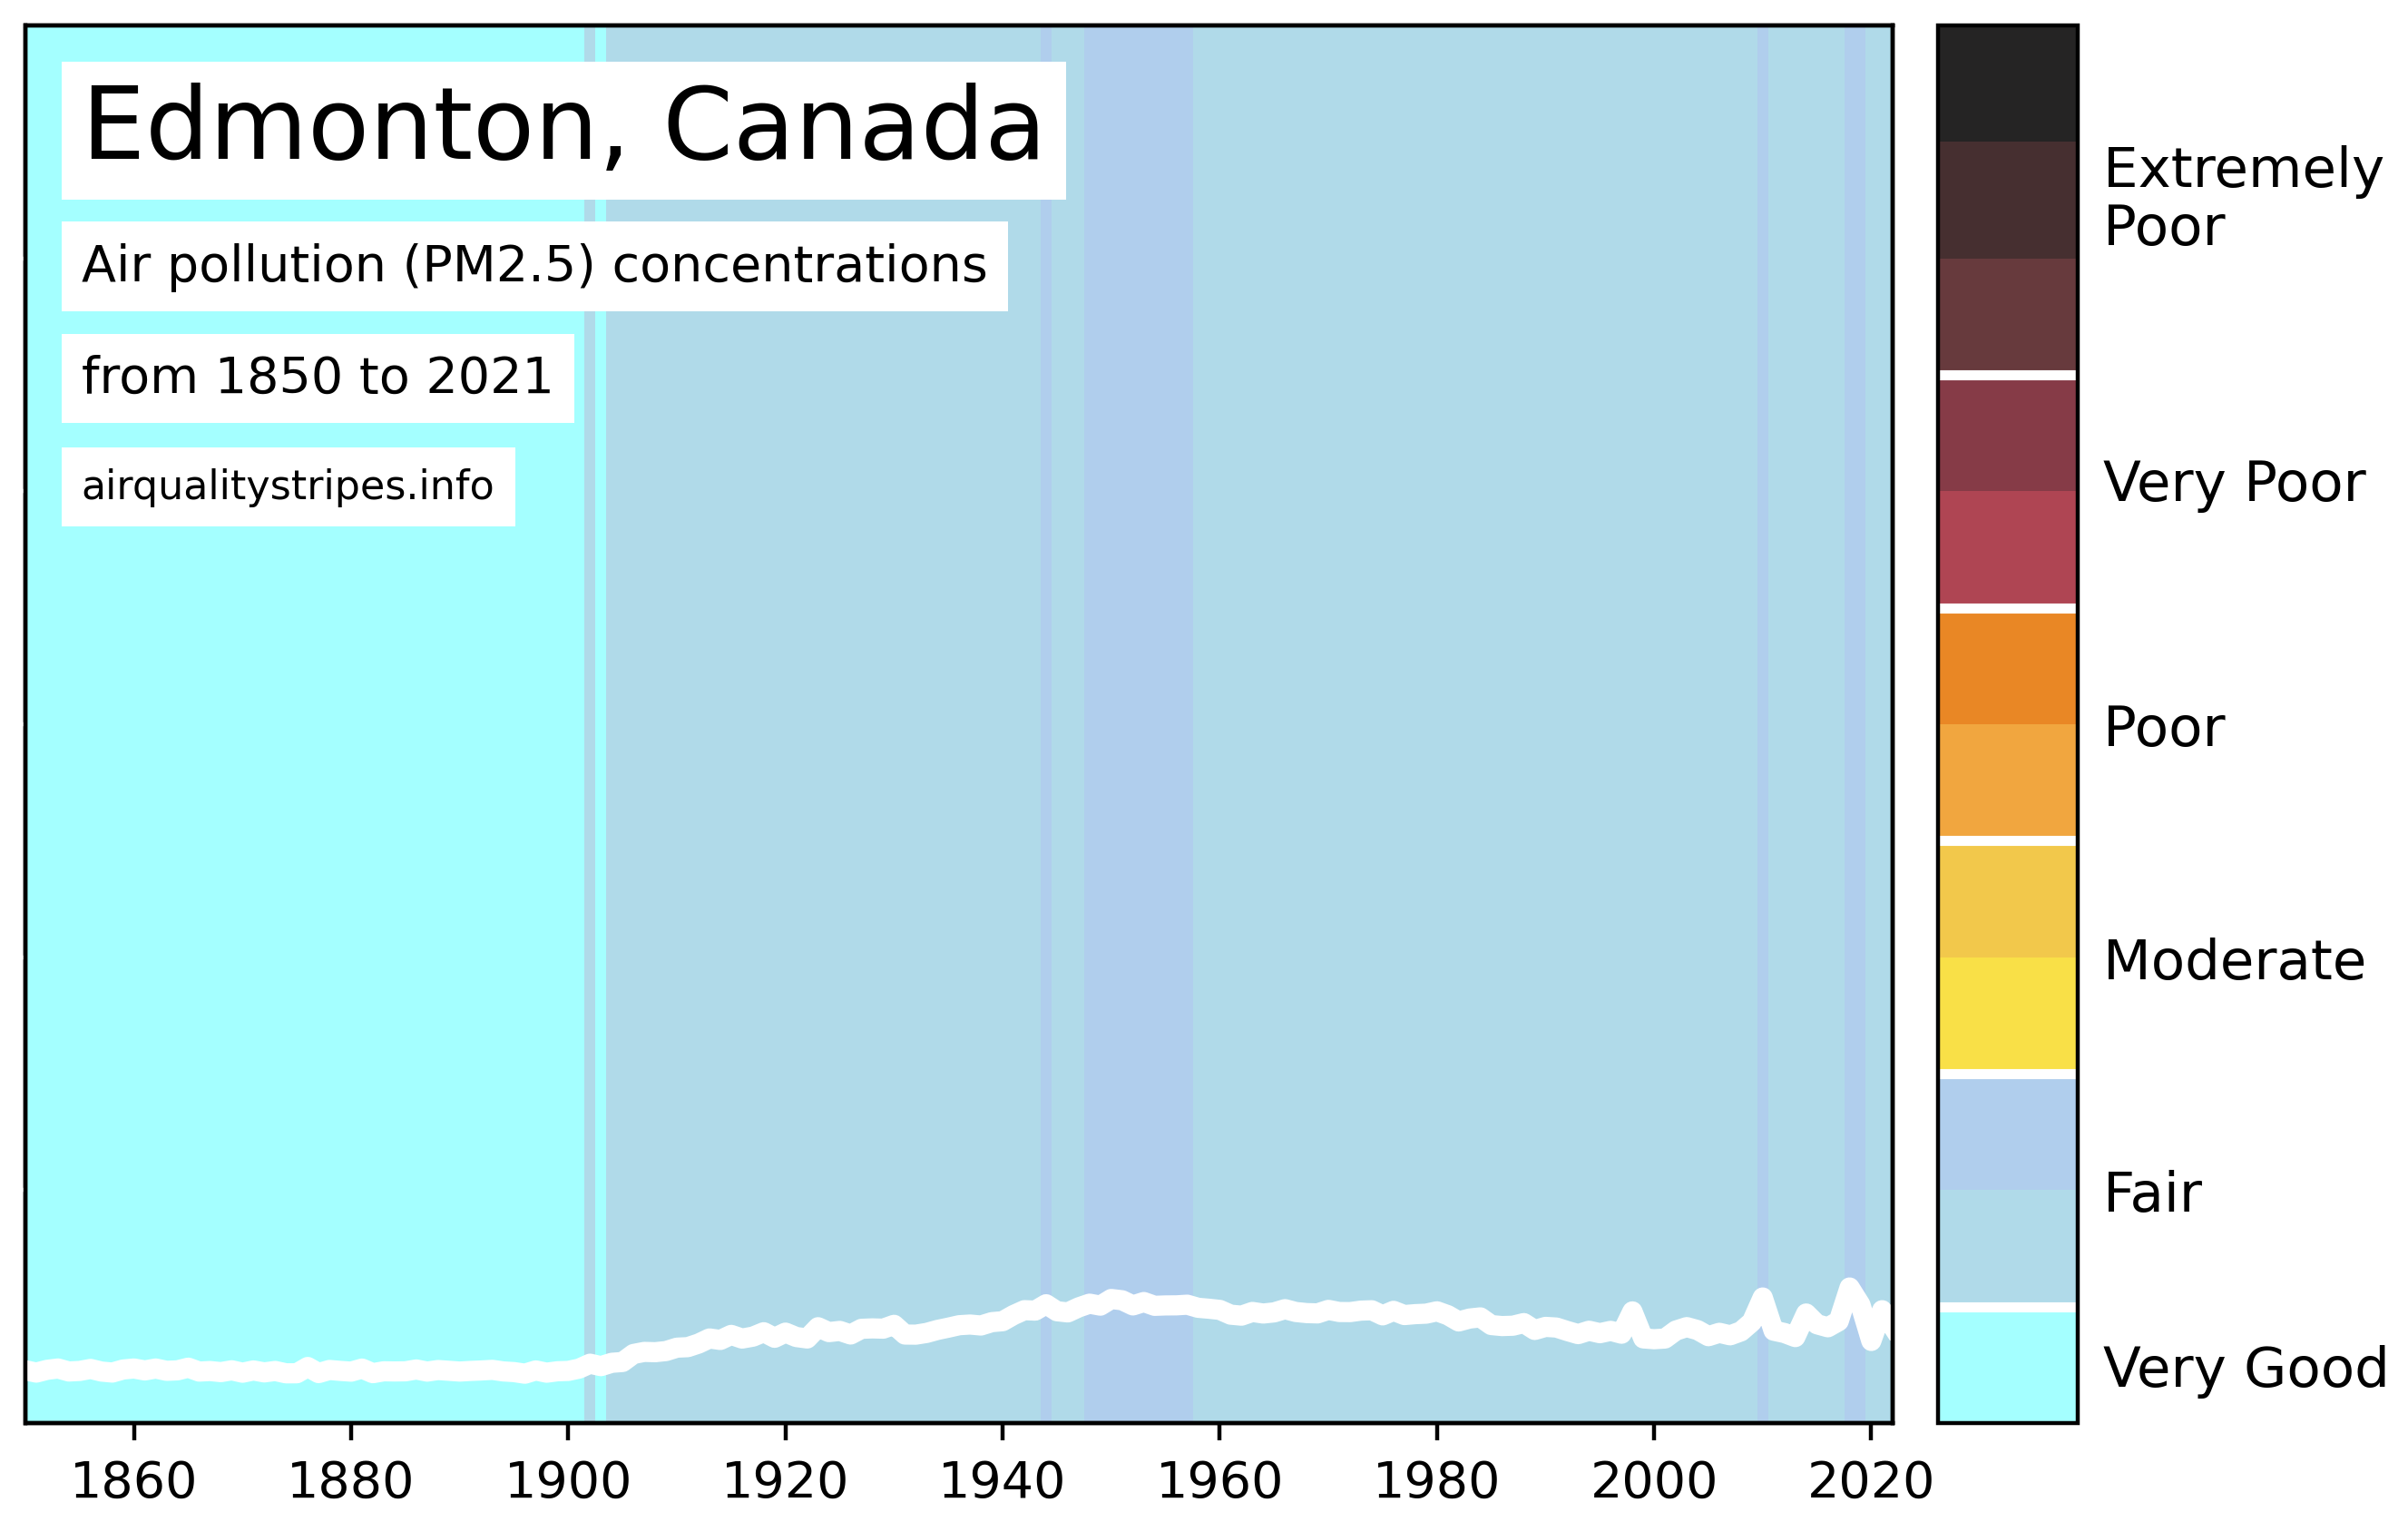 Edmonton, Canada
Air pollution (PM2.5) concentrations
from 1850 to 2021
airqualitystripes.info
Extremely
Poor
Very Poor
Poor
Moderate
Fair
Very Good
1860 1880 1900 1920 1940 1960 1980 2000 2020